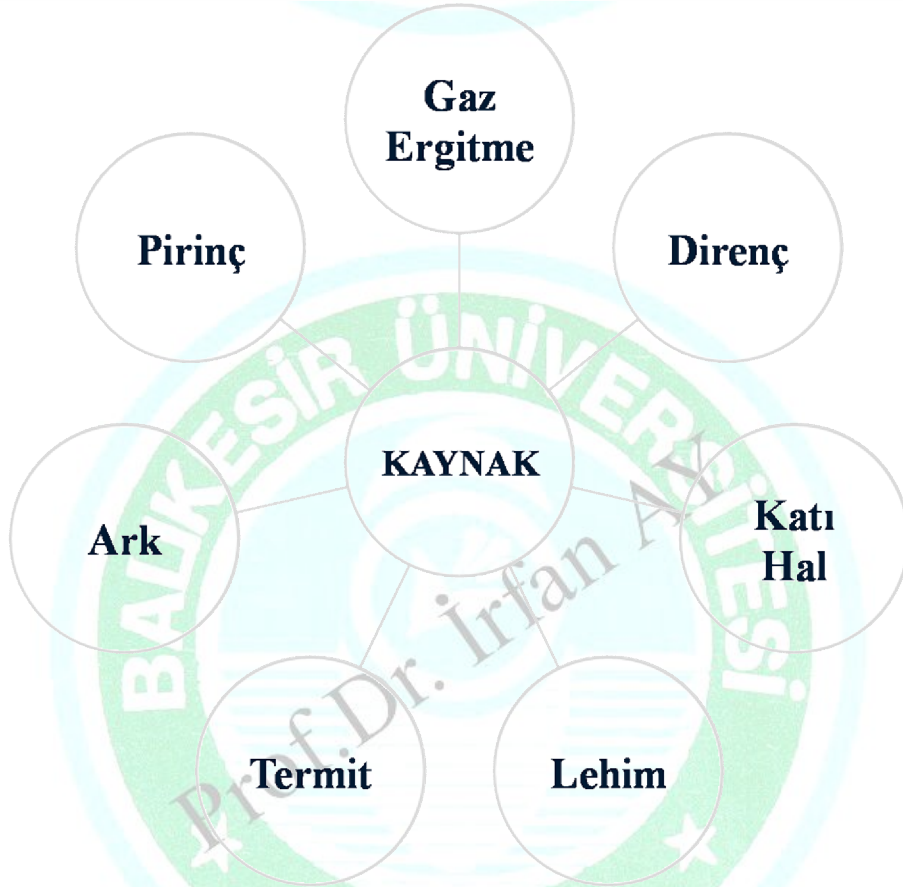 Gaz
Ergitme
Pirinç
Direnç
KAYNAK
Ark
Katı
Hal
Termit
Lehim
BALIKESİR ÜNİVERSİTESİ
Prof.Dr. İrfan AY